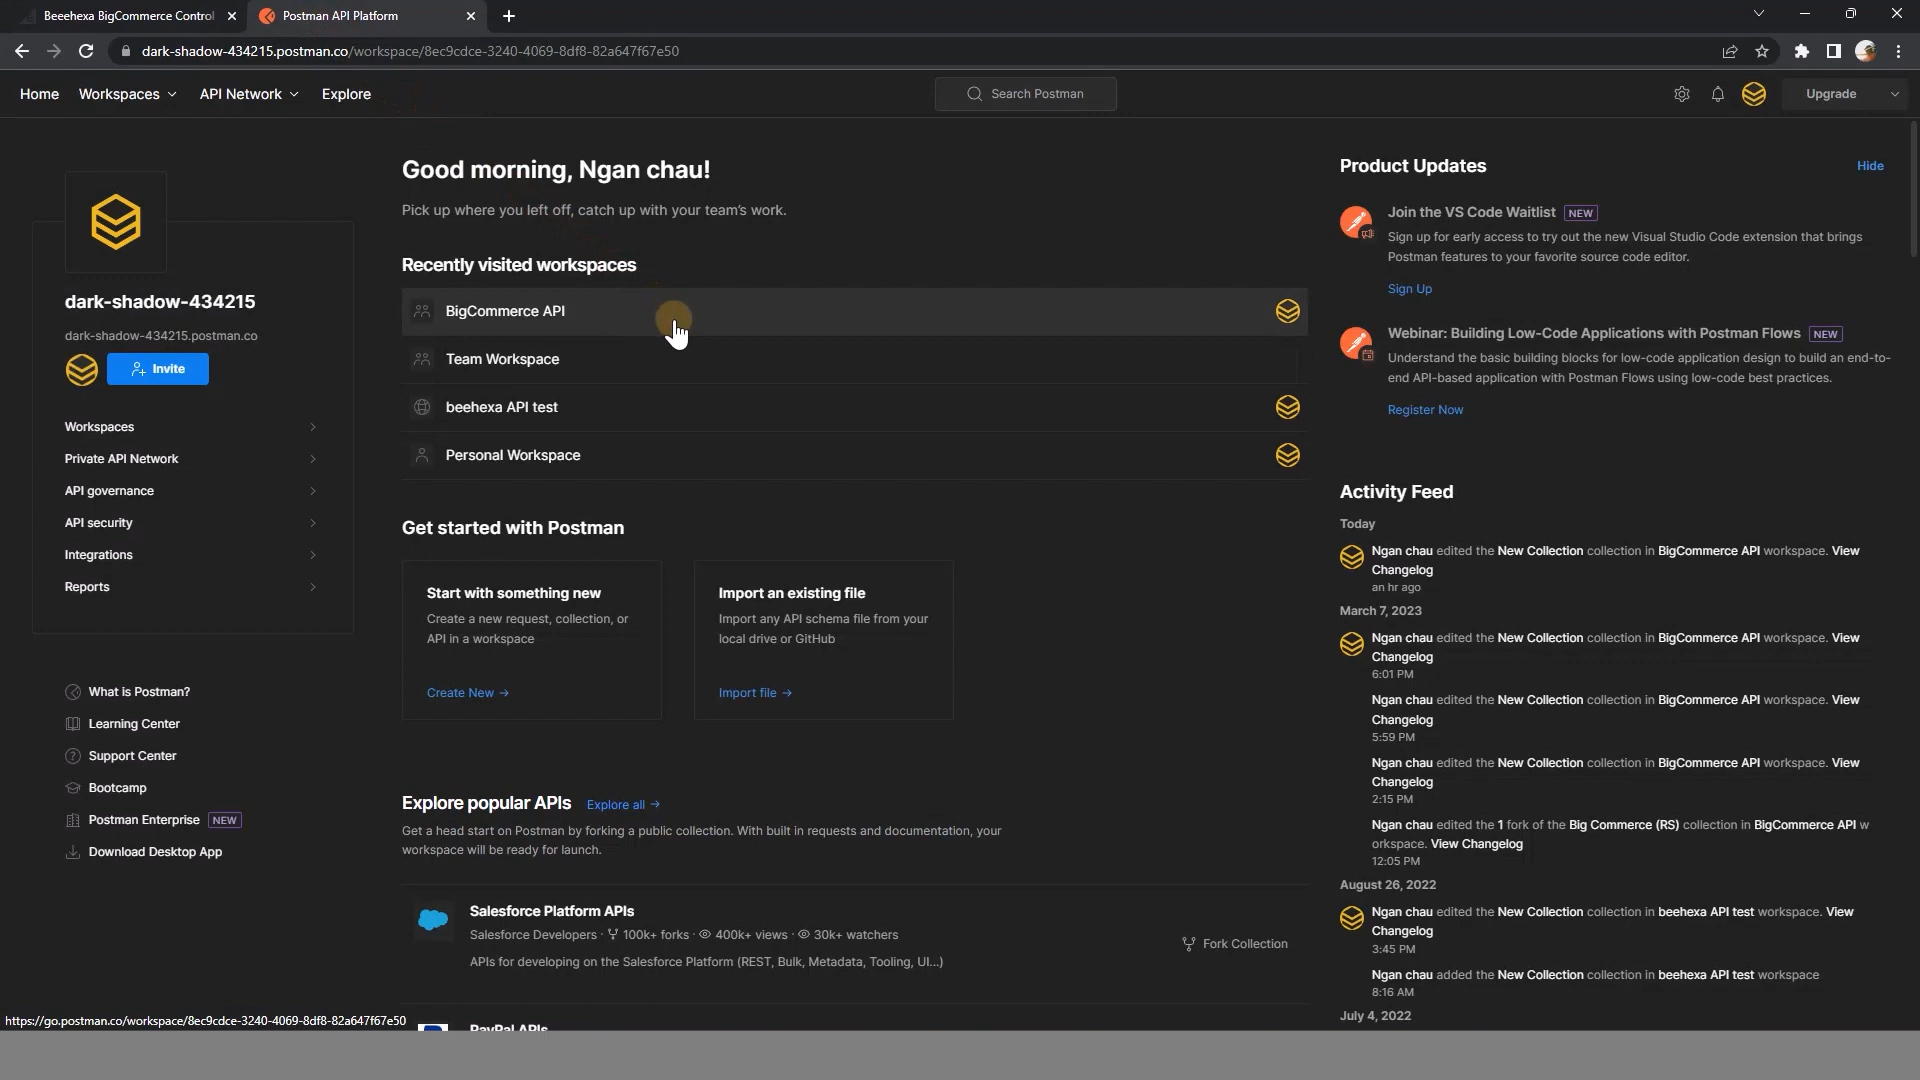 Beeehexa BigCommerce Control
Postman API Platform
dark-shadow-434215.postman.co/workspace/8ec9cdce-3240-4069-8df8-82a647f67e50
Home
Workspaces
API Network
Explore
Search Postman
Upgrade
dark-shadow-434215
dark-shadow-434215.postman.co
Invite
Workspaces
Private API Network
API governance
API security
Integrations
Reports
What is Postman?
Learning Center
Support Center
Bootcamp
Postman Enterprise NEW
Download Desktop App
Good morning, Ngan chau!
Pick up where you left off, catch up with your team's work.
Recently visited workspaces
BigCommerce API
Team Workspace
beehexa API test
Personal Workspace
Get started with Postman
Start with something new
Create a new request, collection, or
API in a workspace
Create New →
Import an existing file
Import any API schema file from your
local drive or GitHub
Import file →
Explore popular APIs Explore all →
Get a head start on Postman by forking a public collection. With built in requests and documentation, your
workspace will be ready for launch.
Salesforce Platform APIs
Salesforce Developers · 100k+ forks · 400k+ views · 30k+ watchers
APIs for developing on the Salesforce Platform (REST, Bulk, Metadata, Tooling, UI...)
Fork Collection
PayPal APIs
Product Updates
Hide
Join the VS Code Waitlist NEW
Sign up for early access to try out the new Visual Studio Code extension that brings
Postman features to your favorite source code editor.
Sign Up
Webinar: Building Low-Code Applications with Postman Flows NEW
Understand the basic building blocks for low-code application design to build an end-to-
end API-based application with Postman Flows using low-code best practices.
Register Now
Activity Feed
Today
Ngan chau edited the New Collection collection in BigCommerce API workspace. View
Changelog
an hr ago
March 7, 2023
Ngan chau edited the New Collection collection in BigCommerce API workspace. View
Changelog
6:01 PM
Ngan chau edited the New Collection collection in BigCommerce API workspace. View
Changelog
5:59 PM
Ngan chau edited the New Collection collection in BigCommerce API workspace. View
Changelog
2:15 PM
Ngan chau edited the 1 fork of the Big Commerce (RS) collection in BigCommerce API w
orkspace. View Changelog
12:05 PM
August 26, 2022
Ngan chau edited the New Collection collection in beehexa API test workspace. View
Changelog
3:45 PM
Ngan chau added the New Collection collection in beehexa API test workspace
8:16 AM
July 4, 2022
https://go.postman.co/workspace/8ec9cdce-3240-4069-8df8-82a647f67e50